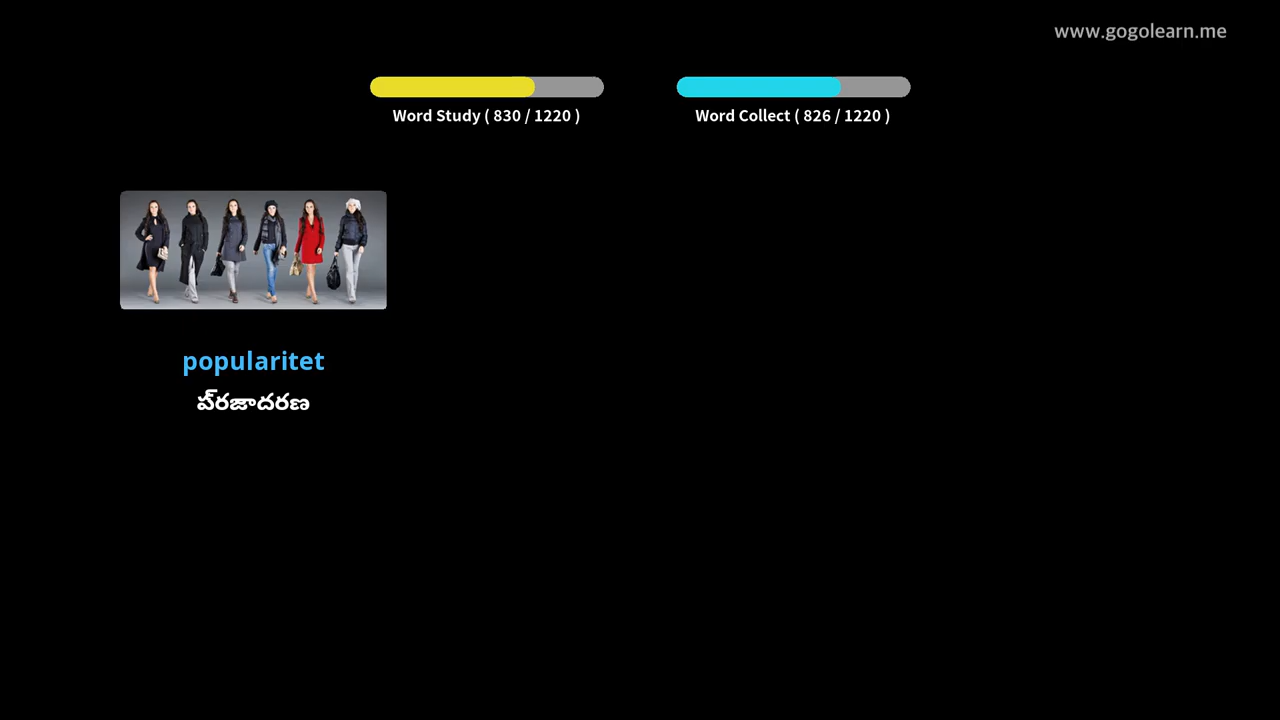 www.gogolearn.me
Word Study ( 830 / 1220 )
Word Collect ( 826 / 1220 )
popularitet
ప్రజాదరణ